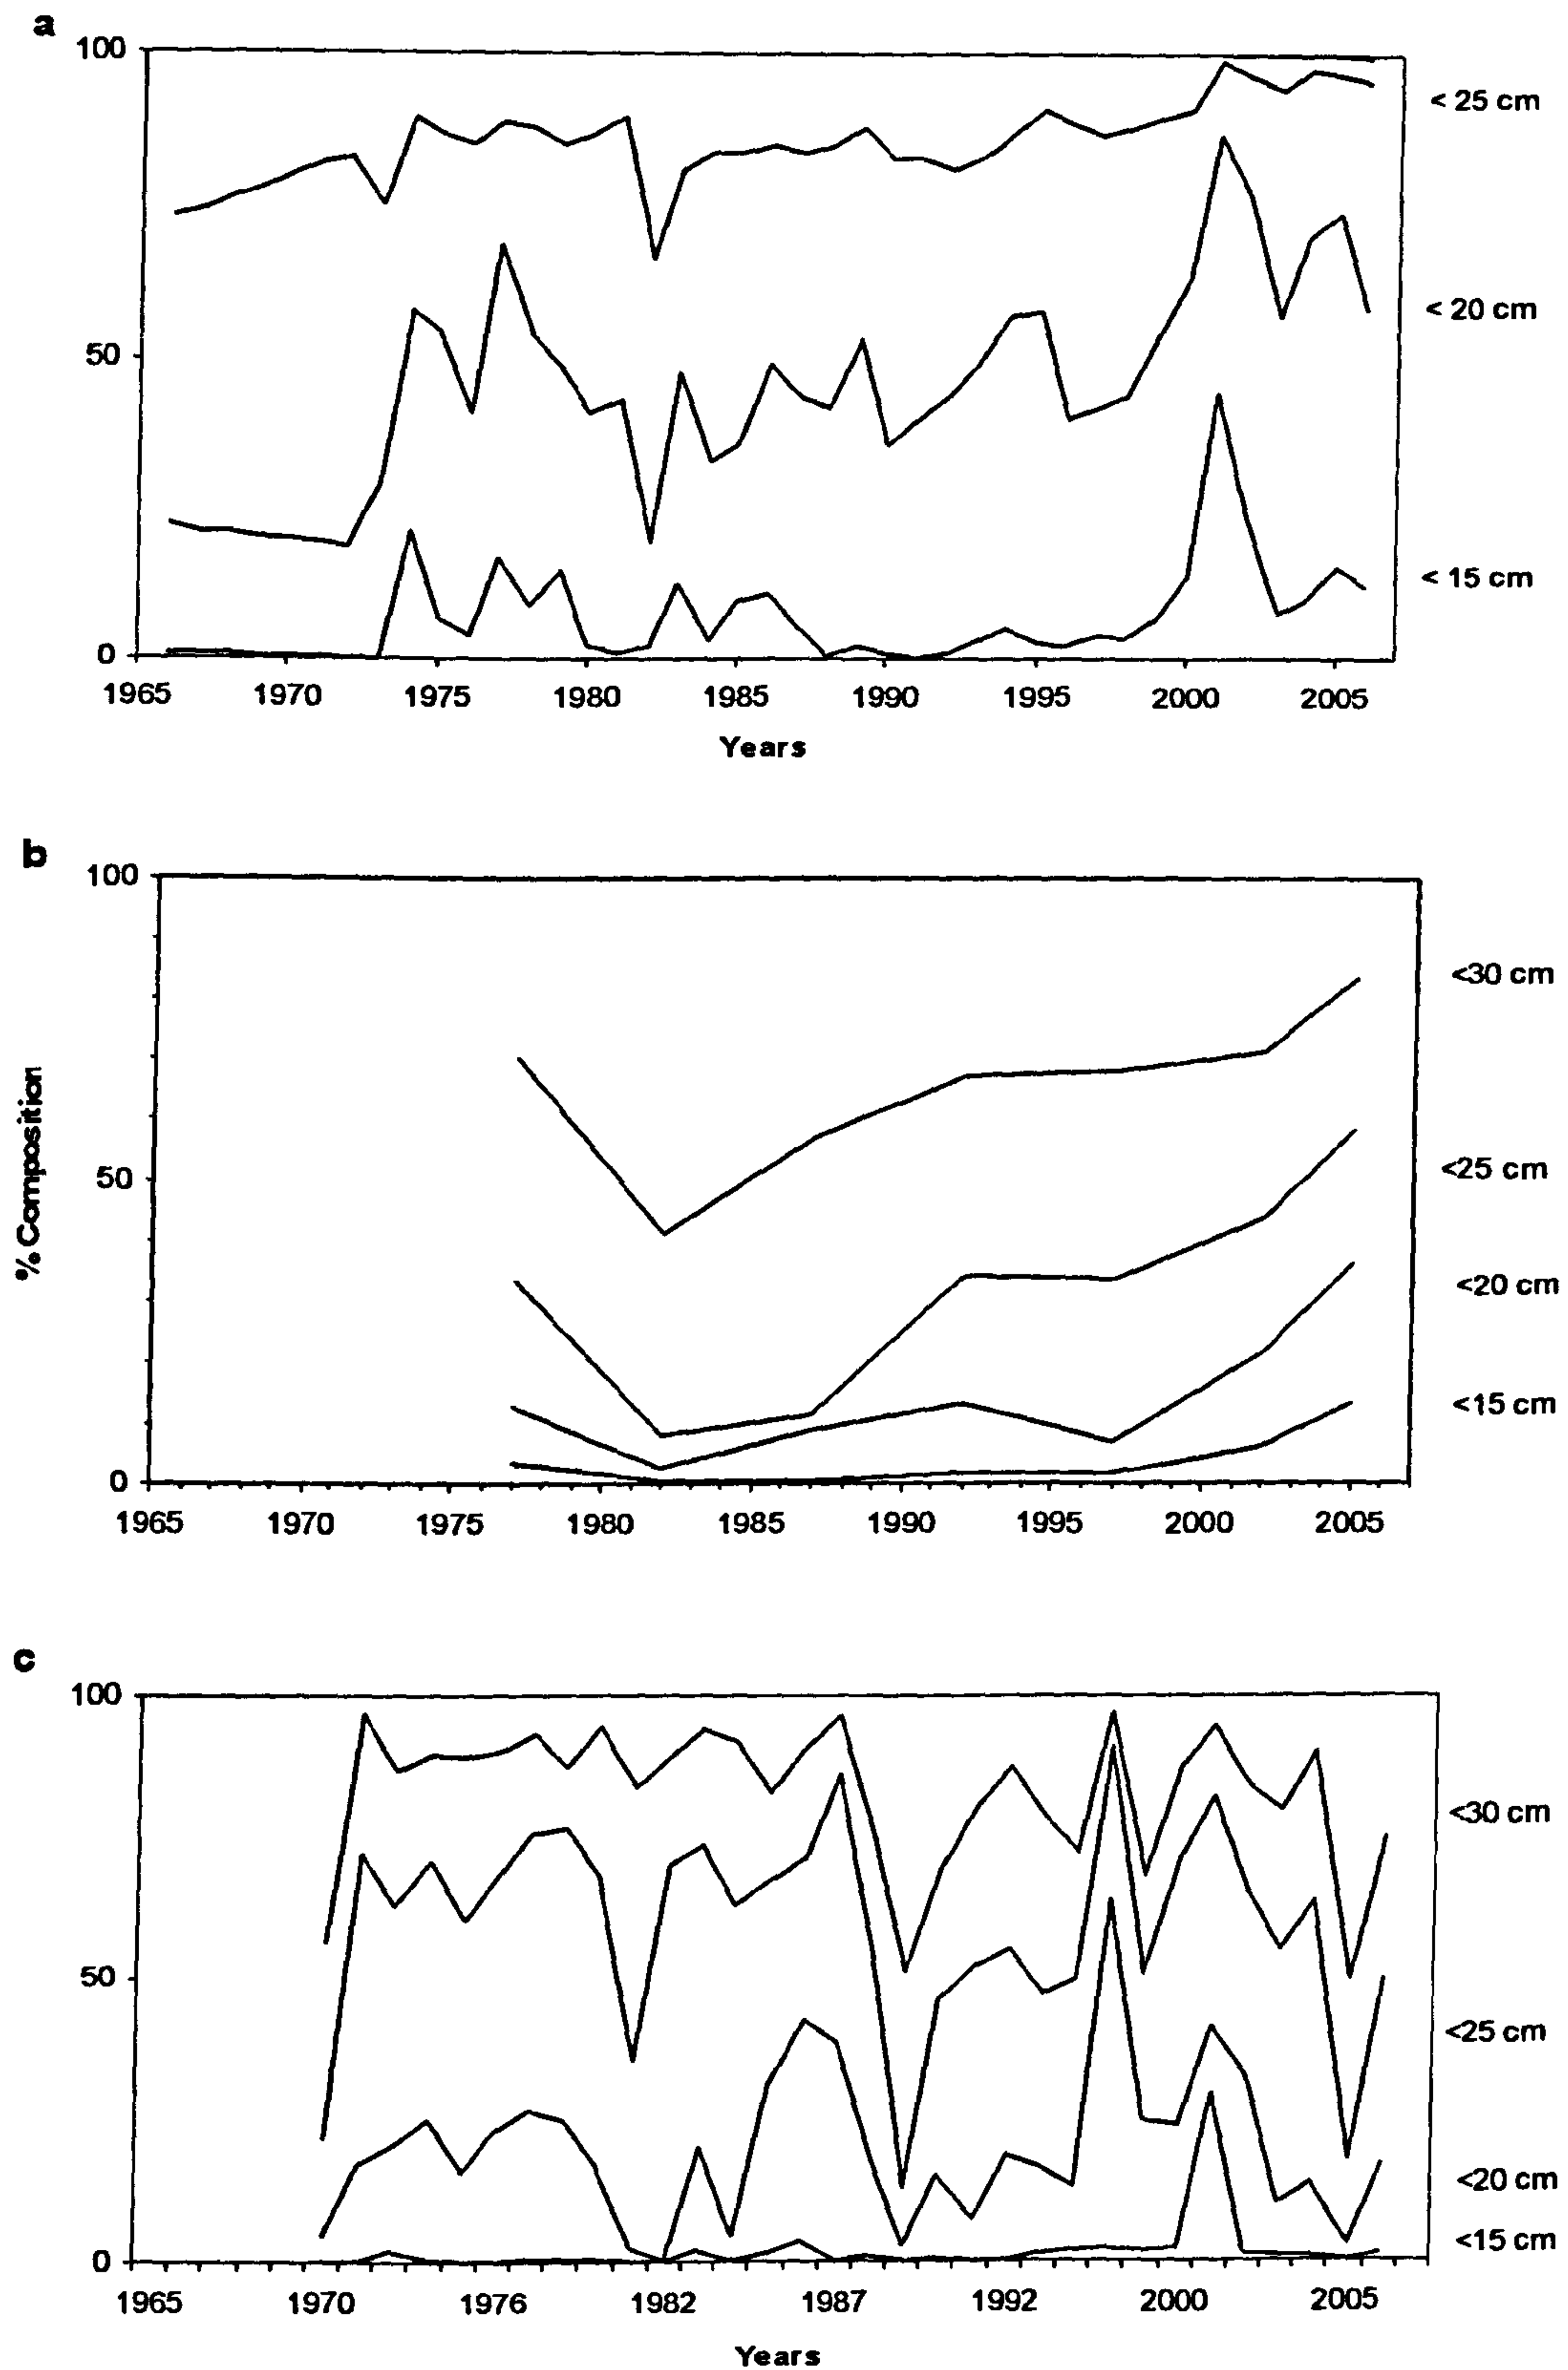 a
100
50
0
< 25 cm
< 20 cm
< 15 cm
1965 1970 1975 1980 1985 1990 1995 2000 2005
Years
b
100
50
0
% Composition
<30 cm
<25 cm
<20 cm
<15 cm
1965 1970 1975 1980 1985 1990 1995 2000 2005
c
100
50
0
<30 cm
<25 cm
<20 cm
<15 cm
1965 1970 1976 1982 1987 1992 2000 2005
Years